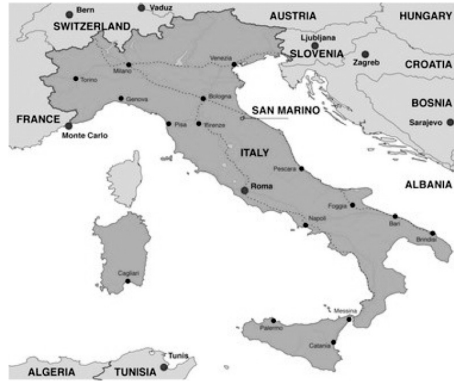 Bern
Vaduz
SWITZERLAND
AUSTRIA
HUNGARY
Ljubljana
SLOVENIA
Zagreb
CROATIA
Milano
Venezia
Torino
Genova
Bologna
BOSNIA
Sarajevo
FRANCE
Monte Carlo
Pisa
Firenze
SAN MARINO
ITALY
Pescara
ALBANIA
Roma
Foggia
Napoli
Bari
Brindisi
Cagliari
Messina
Palermo
Catania
Tunis
ALGERIA
TUNISIA